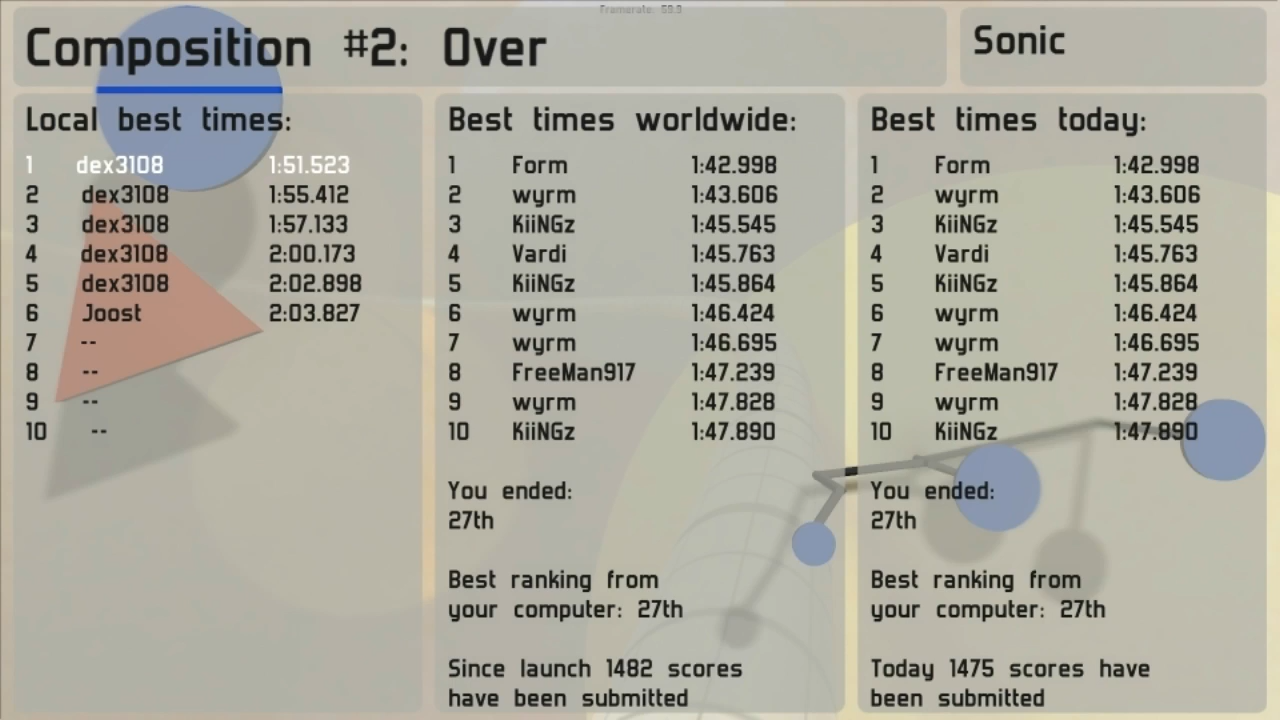 Framerate: 59.9
Composition #2: Over
Sonic
Local best times:
1 dex3108 1:51.523
2 dex3108 1:55.412
3 dex3108 1:57.133
4 dex3108 2:00.173
5 dex3108 2:02.898
6 Joost 2:03.827
7 --
8 --
9 --
10 --
Best times worldwide:
1 Form 1:42.998
2 wyrm 1:43.606
3 KiiNGz 1:45.545
4 Vardi 1:45.763
5 KiiNGz 1:45.864
6 wyrm 1:46.424
7 wyrm 1:46.695
8 FreeMan917 1:47.239
9 wyrm 1:47.828
10 KiiNGz 1:47.890
You ended:
27th
Best ranking from
your computer: 27th
Since launch 1482 scores
have been submitted
Best times today:
1 Form 1:42.998
2 wyrm 1:43.606
3 KiiNGz 1:45.545
4 Vardi 1:45.763
5 KiiNGz 1:45.864
6 wyrm 1:46.424
7 wyrm 1:46.695
8 FreeMan917 1:47.239
9 wyrm 1:47.828
10 KiiNGz 1:47.890
You ended:
27th
Best ranking from
your computer: 27th
Today 1475 scores have
been submitted